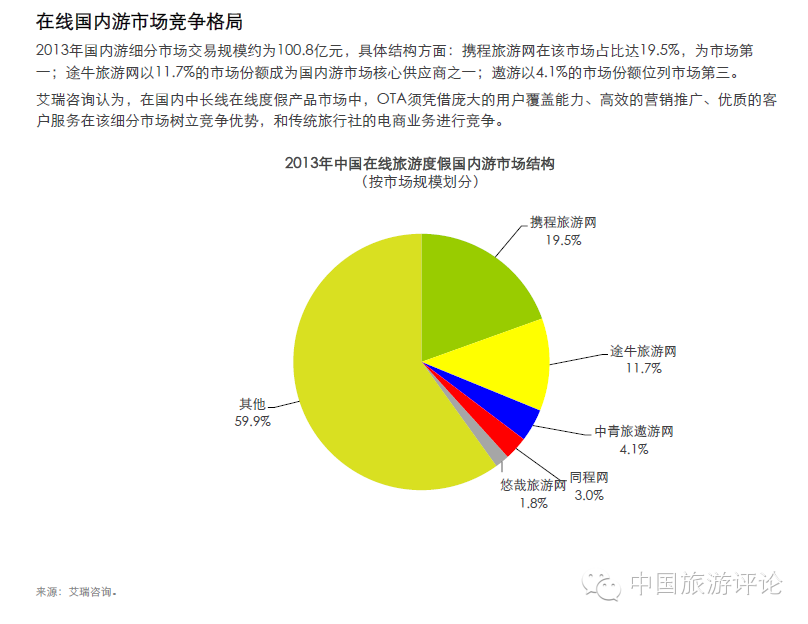 在线国内游市场竞争格局
2013年国内游细分市场交易规模约为100.8亿元，具体结构方面：携程旅游网在该市场占比达19.5%，为市场第
一；途牛旅游网以11.7%的市场份额成为国内游市场核心供应商之一；遨游以4.1%的市场份额位列市场第三。
艾瑞咨询认为，在国内中长线在线度假产品市场中，OTA须凭借庞大的用户覆盖能力、高效的营销推广、优质的客
户服务在该细分市场树立竞争优势，和传统旅行社的电商业务进行竞争。
2013年中国在线旅游度假国内游市场结构
（按市场规模划分）
携程旅游网
19.5%
途牛旅游网
11.7%
中青旅遨游网
4.1%
同程网
3.0%
悠哉旅游网
1.8%
其他
59.9%
来源：艾瑞咨询。
中国旅游评论